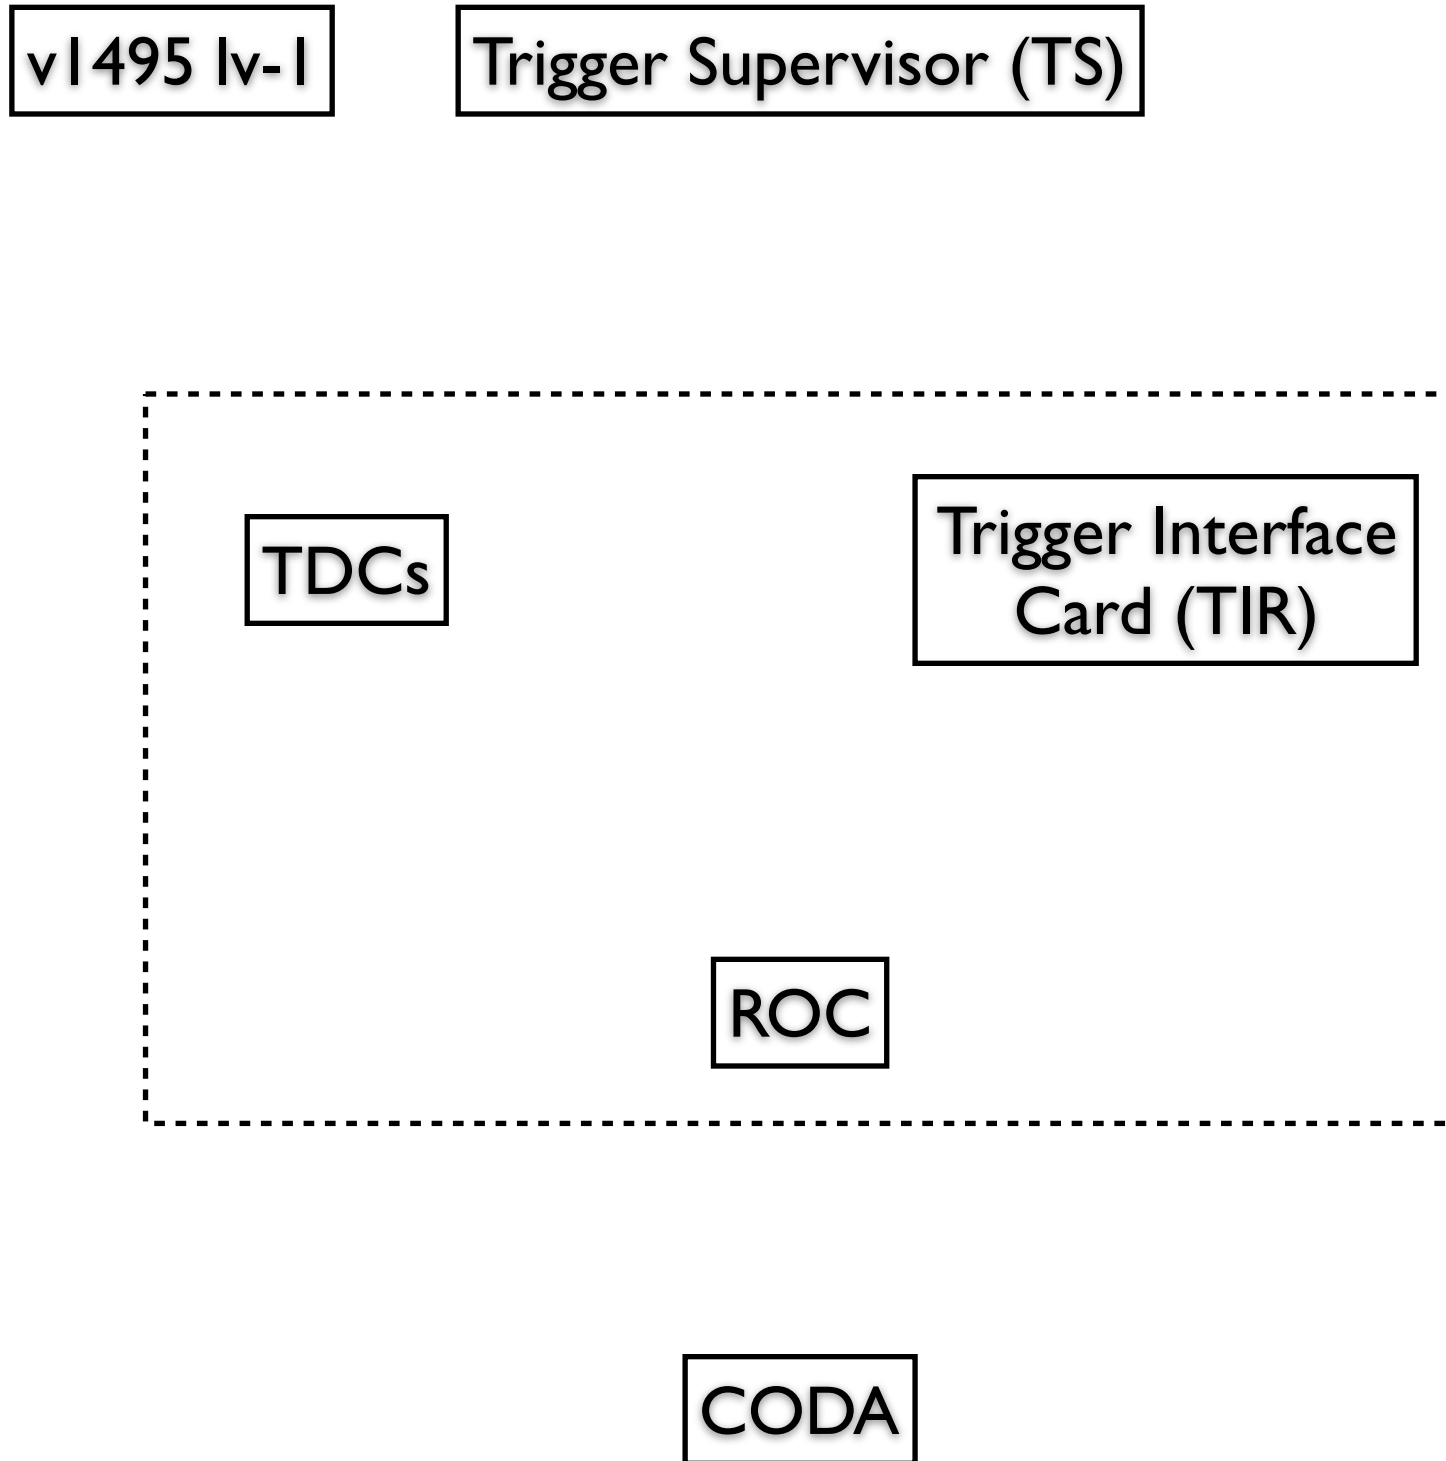 v1495 lv-1
Trigger Supervisor (TS)
TDCs
Trigger Interface
Card (TIR)
ROC
CODA